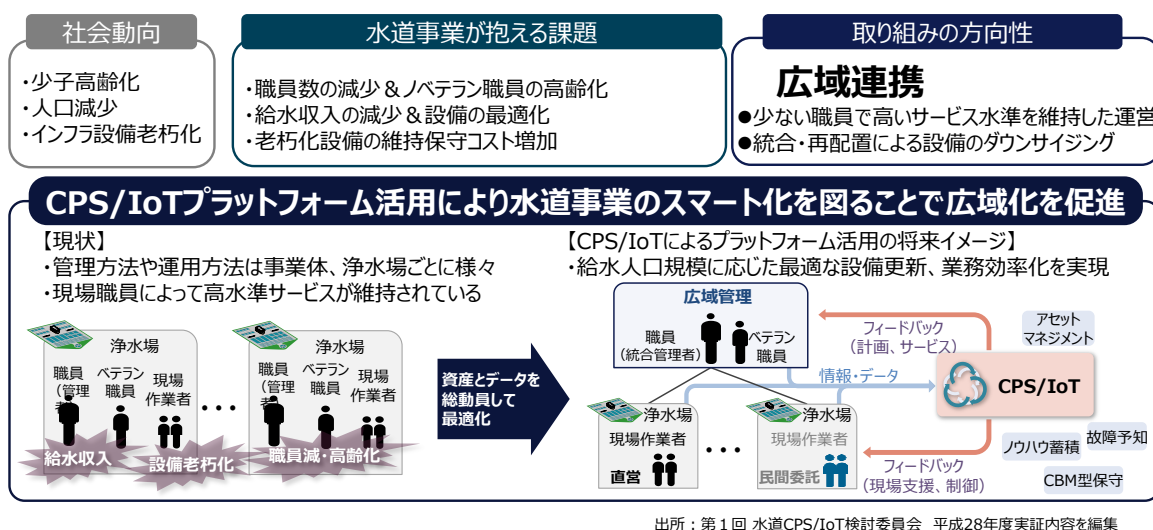 社会動向
・少子高齢化
・人口減少
・インフラ設備老朽化
水道事業が抱える課題
・職員数の減少＆ノベテラン職員の高齢化
・給水収入の減少＆設備の最適化
・老朽化設備の維持保守コスト増加
取り組みの方向性
広域連携
●少ない職員で高いサービス水準を維持した運営
●統合・再配置による設備のダウンサイジング
CPS/IoTプラットフォーム活用により水道事業のスマート化を図ることで広域化を促進
【現状】
・管理方法や運用方法は事業体、浄水場ごとに様々
・現場職員によって高水準サービスが維持されている
浄水場
職員
（管理
者）
ベテラン
職員
現場
作業者
・・・
浄水場
職員
（管理
者）
ベテラン
職員
現場
作業者
給水収入
設備老朽化
職員減・高齢化
資産とデータを
総動員して
最適化
【CPS/IoTによるプラットフォーム活用の将来イメージ】
・給水人口規模に応じた最適な設備更新、業務効率化を実現
広域管理
職員
（統合管理者）
ベテラン
職員
フィードバック
（計画、サービス）
アセット
マネジメント
情報・データ
CPS/IoT
浄水場
現場作業者
直営
・・・
浄水場
現場作業者
民間委託
フィードバック
（現場支援、制御）
ノウハウ蓄積
故障予知
CBM型保守
出所：第１回 水道CPS/IoT検討委員会 平成28年度実証内容を編集